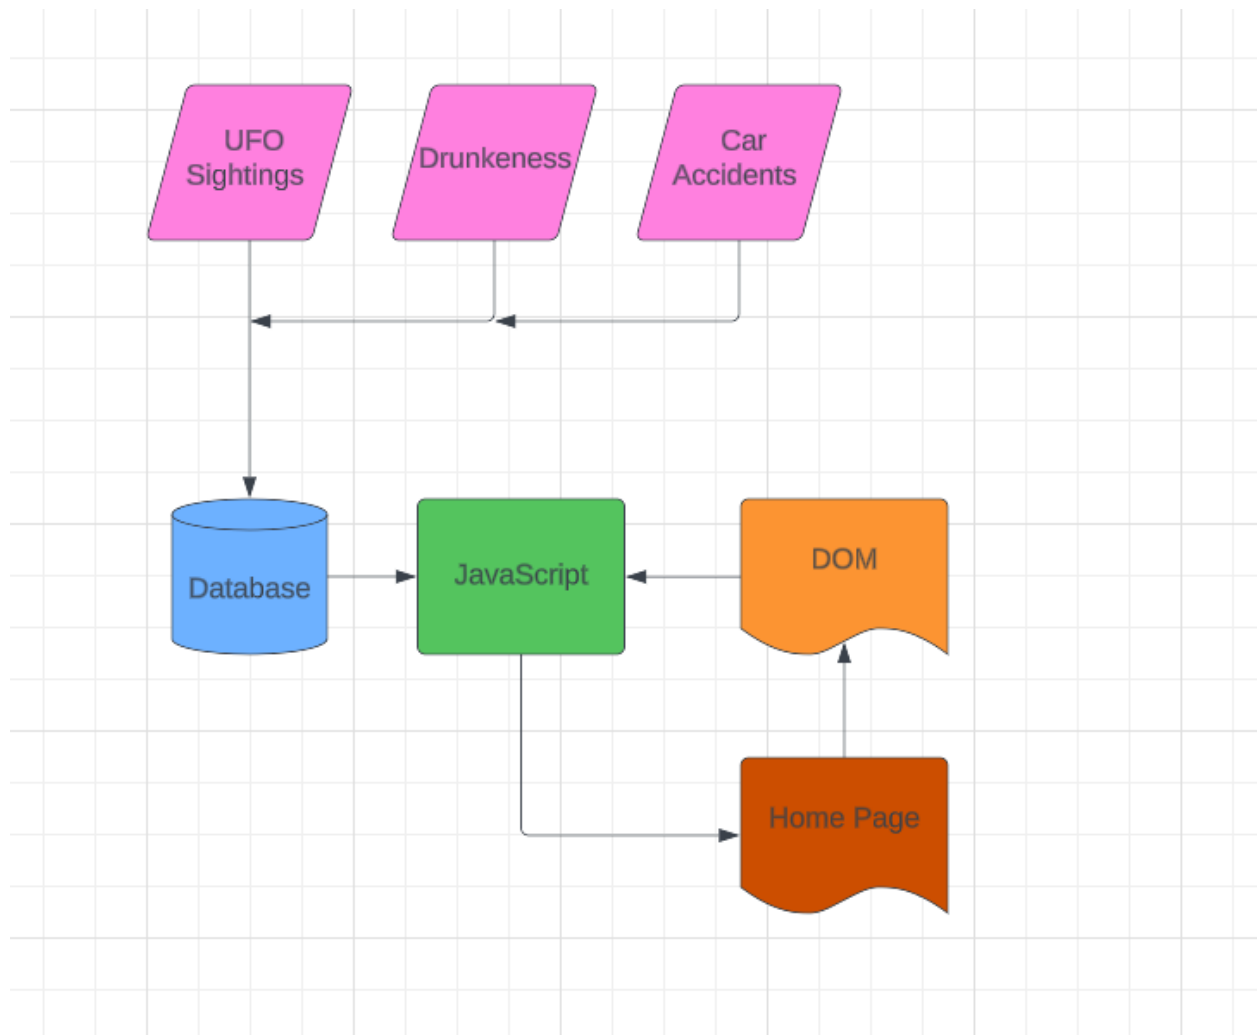 UFO
Sightings
Drunkeness
Car
Accidents
Database
JavaScript
DOM
Home Page